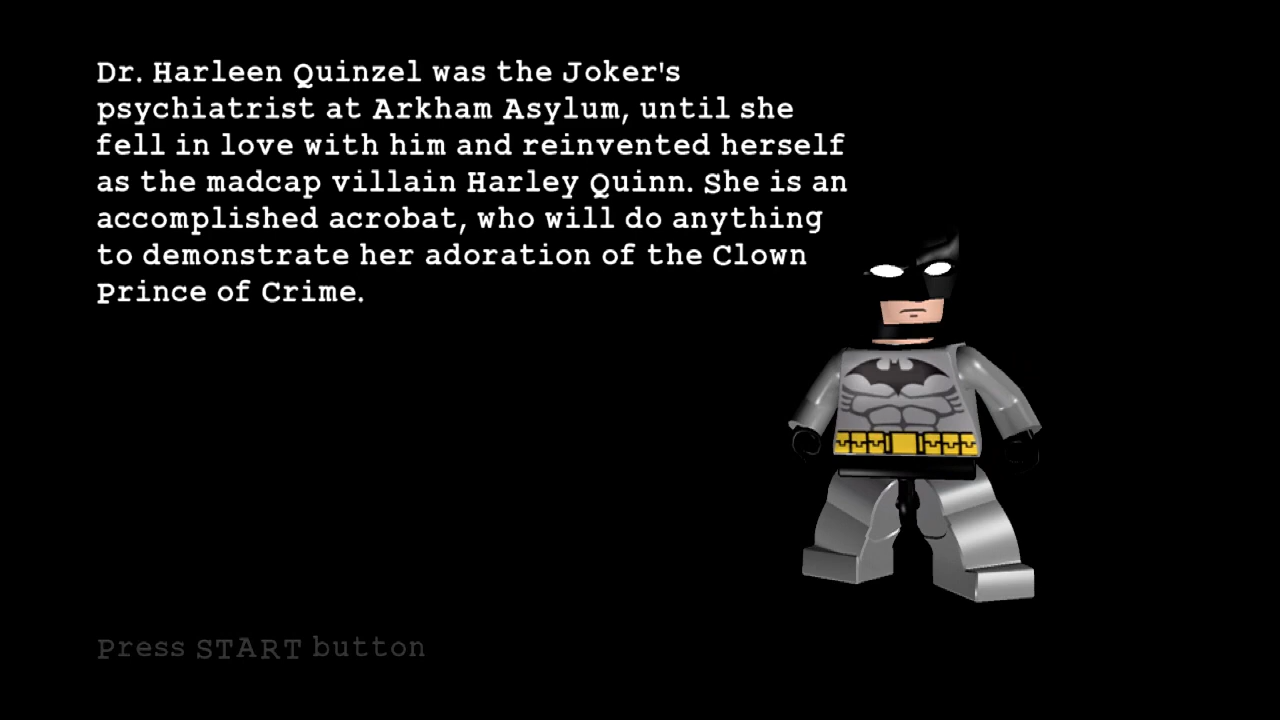 Dr. Harleen Quinzel was the Joker's
psychiatrist at Arkham Asylum, until she
fell in love with him and reinvented herself
as the madcap villain Harley Quinn. She is an
accomplished acrobat, who will do anything
to demonstrate her adoration of the Clown
Prince of Crime.
Press START button